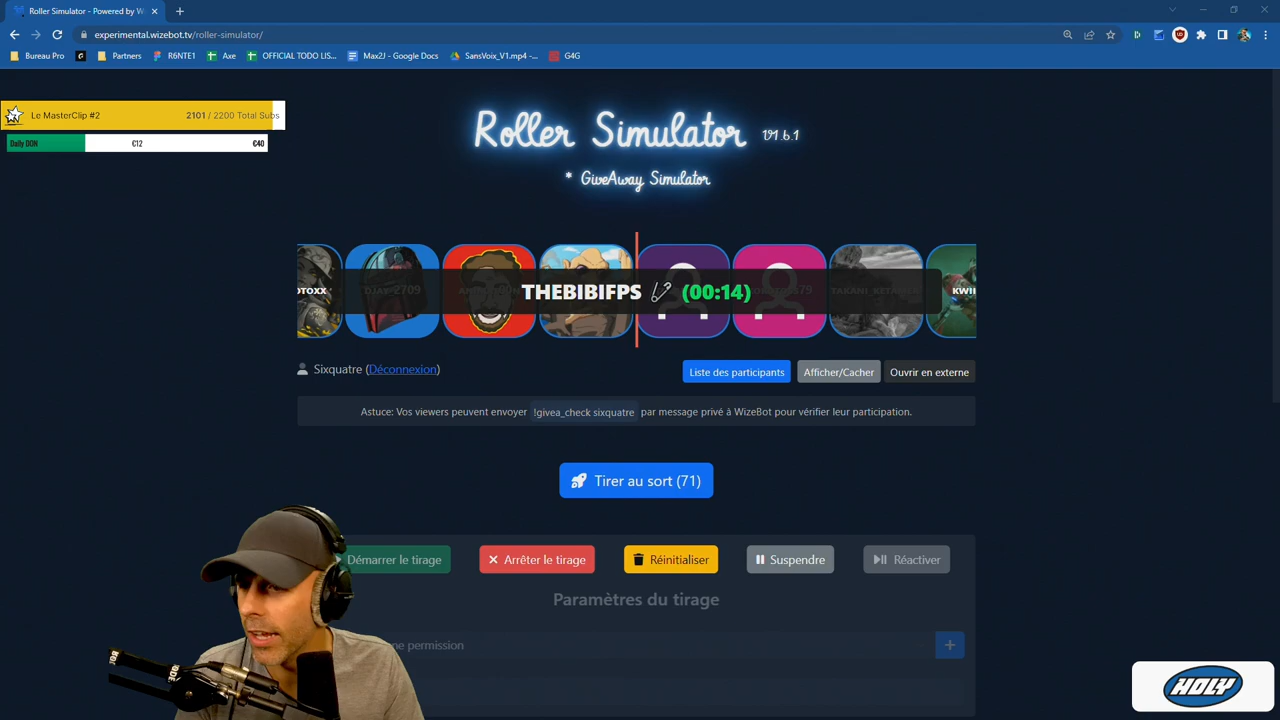 Roller Simulator - Powered by W
experimental.wizebot.tv/roller-simulator/
Bureau Pro
Partners
R6NTE1
Axe
OFFICIAL TODO LIS...
Max2J - Google Docs
SansVoix_V1.mp4 -...
G4G
Le MasterClip #2
2101 / 2200 Total Subs
Daily DON
€12
€40
Roller Simulator
* GiveAway Simulator
OTOXX
DJAY_2709
THEBIBIFPS (00:14)
KWI
Sixquatre (Déconnexion)
Liste des participants
Afficher/Cacher
Ouvrir en externe
Astuce: Vos viewers peuvent envoyer !givea_check sixquatre par message privé à WizeBot pour vérifier leur participation.
Tirer au sort (71)
Démarrer le tirage
Arrêter le tirage
Réinitialiser
Suspendre
Réactiver
Paramètres du tirage
ne permission
HOLY